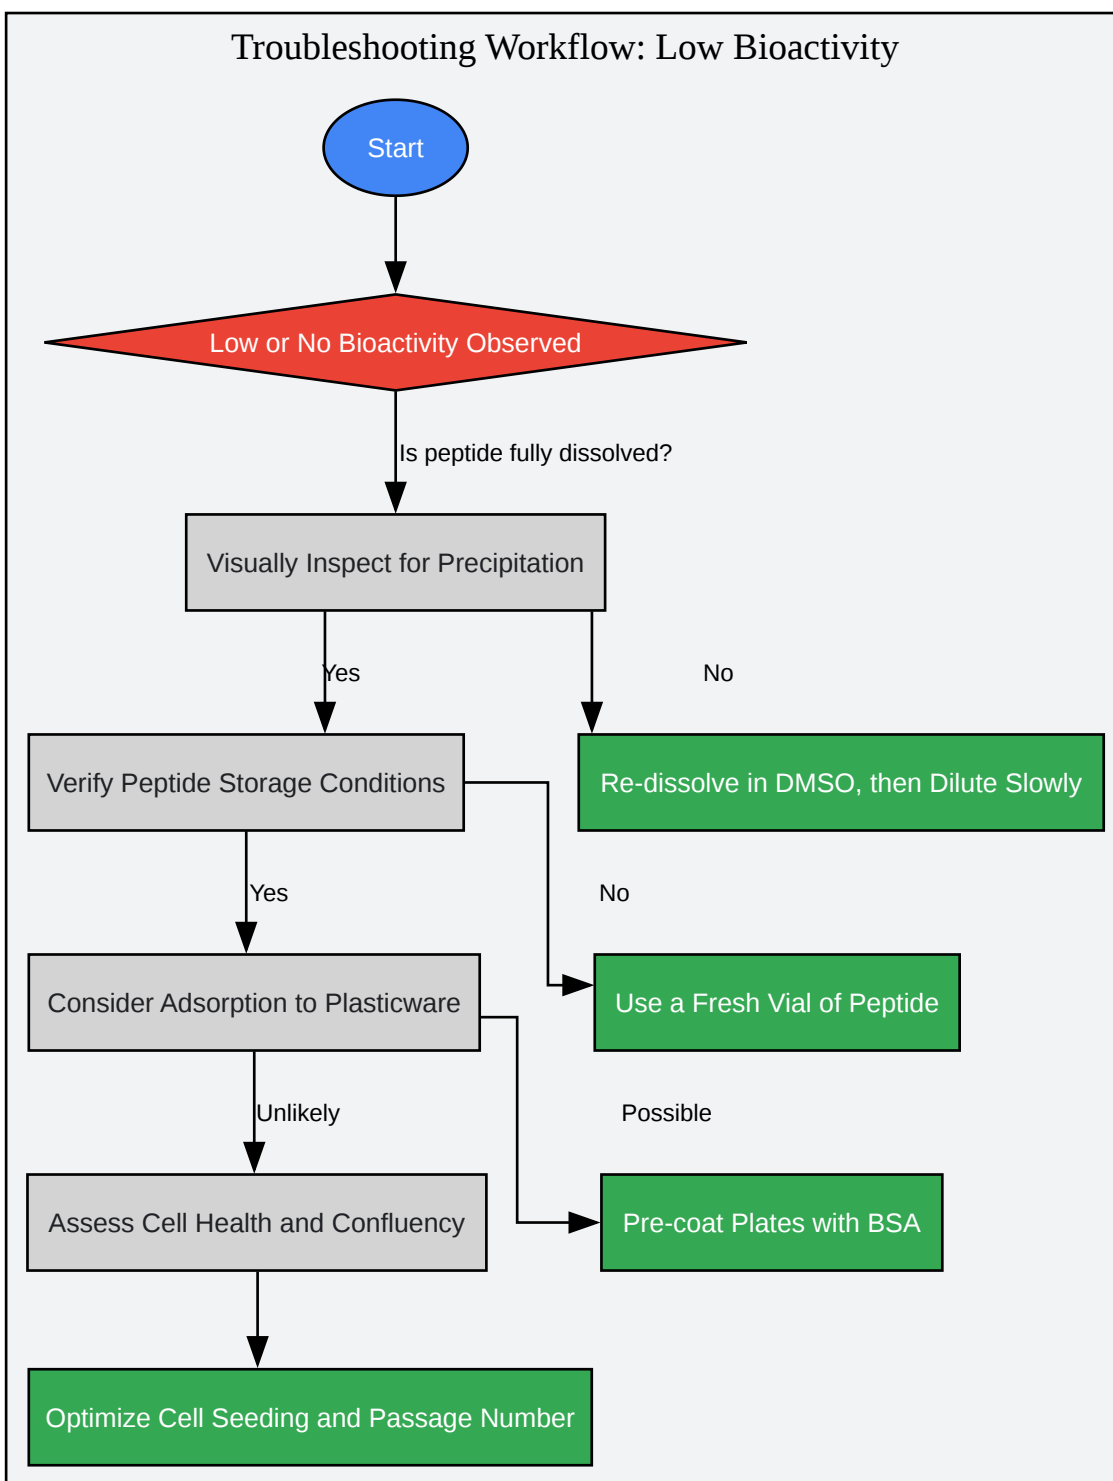 Troubleshooting Workflow: Low Bioactivity
Start
Low or No Bioactivity Observed
Is peptide fully dissolved?
Visually Inspect for Precipitation
Yes
No
Verify Peptide Storage Conditions
Re-dissolve in DMSO, then Dilute Slowly
Yes
No
Consider Adsorption to Plasticware
Use a Fresh Vial of Peptide
Unlikely
Possible
Assess Cell Health and Confluency
Pre-coat Plates with BSA
Optimize Cell Seeding and Passage Number